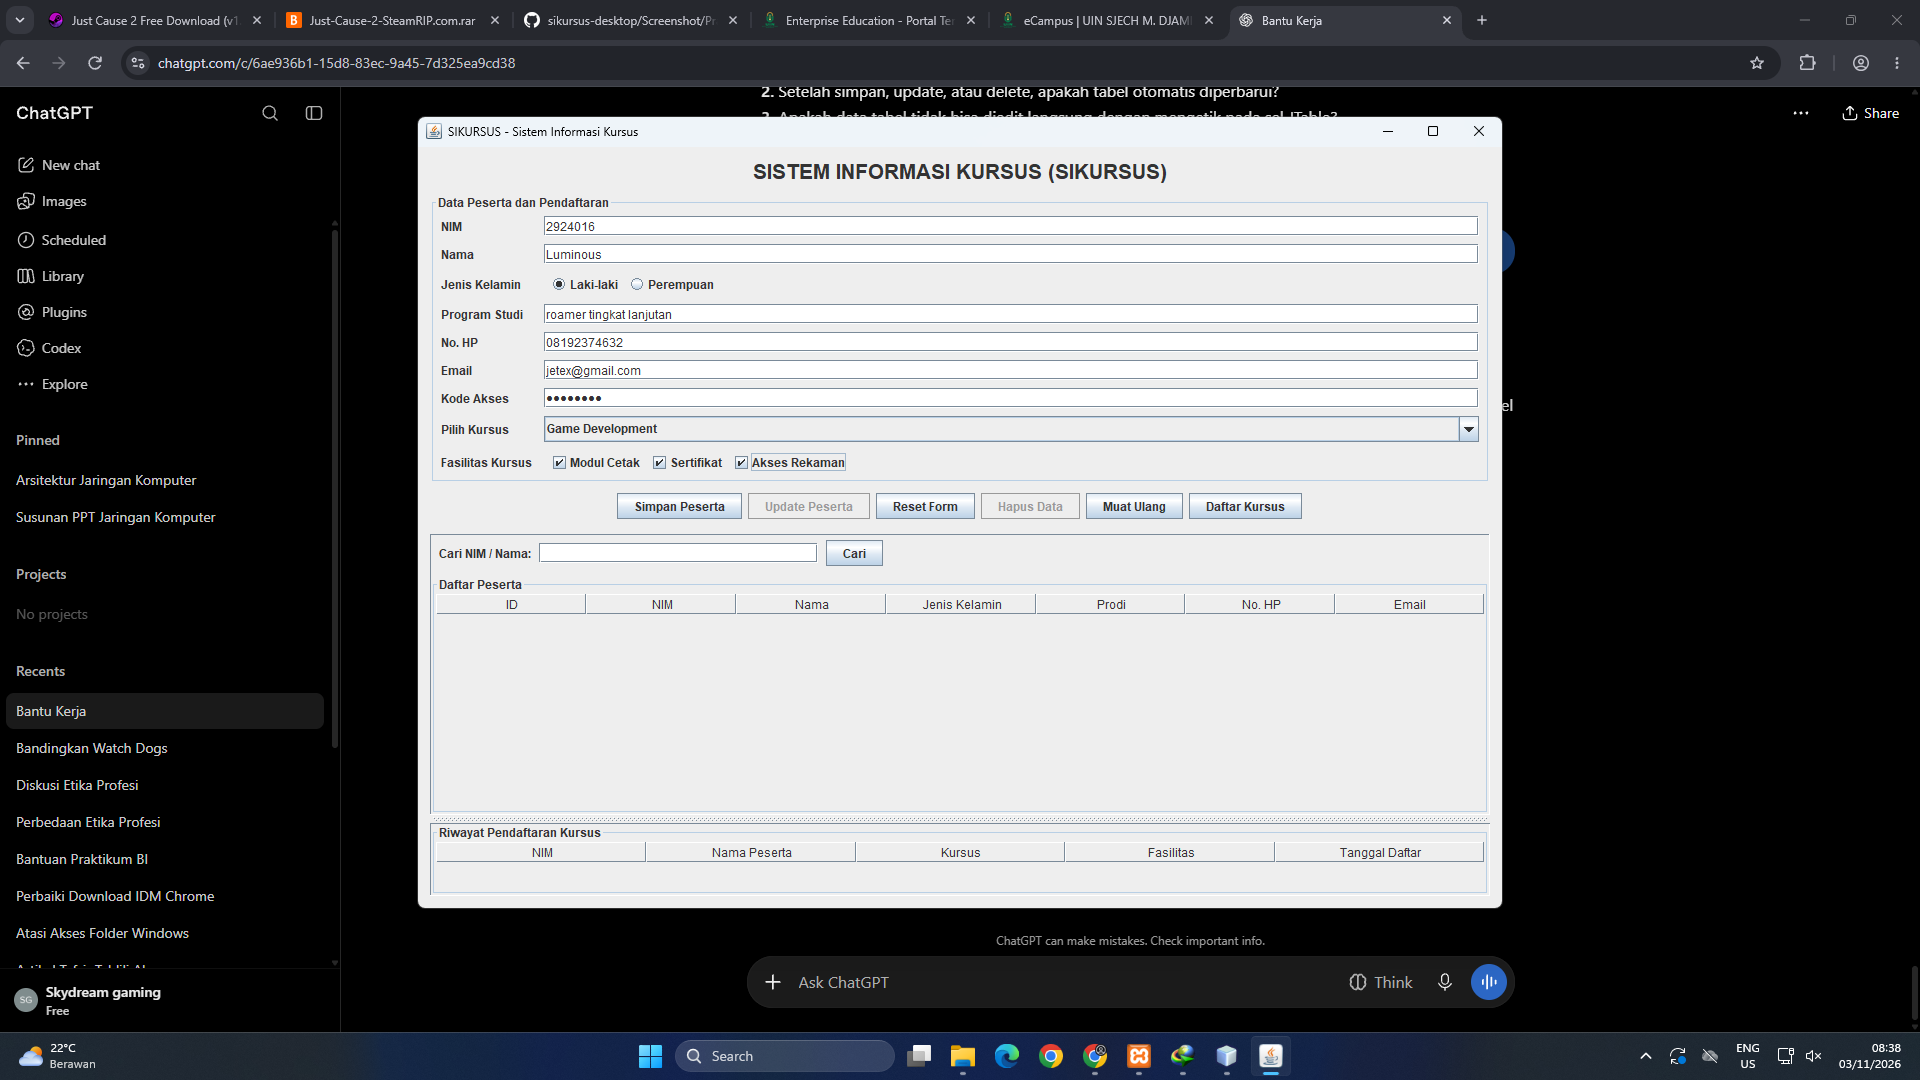 Just Cause 2 Free Download (v1
Just-Cause-2-SteamRIP.com.rar
sikursus-desktop/Screenshot/Pr
Enterprise Education - Portal Ter
eCampus | UIN SJECH M. DJAMI
Bantu Kerja
chatgpt.com/c/6ae936b1-15d8-83ec-9a45-7d325ea9cd38
ChatGPT
Share
New chat
Images
Scheduled
Library
Plugins
Codex
Explore
Pinned
Arsitektur Jaringan Komputer
Susunan PPT Jaringan Komputer
Projects
No projects
Recents
Bantu Kerja
Bandingkan Watch Dogs
Diskusi Etika Profesi
Perbedaan Etika Profesi
Bantuan Praktikum BI
Perbaiki Download IDM Chrome
Atasi Akses Folder Windows
SG
Skydream gaming
Free
2. Setelah simpan, update, atau delete, apakah tabel otomatis diperbarui?
el
SIKURSUS - Sistem Informasi Kursus
SISTEM INFORMASI KURSUS (SIKURSUS)
Data Peserta dan Pendaftaran
NIM 2924016
Nama Luminous
Jenis Kelamin Laki-laki Perempuan
Program Studi roamer tingkat lanjutan
No. HP 08192374632
Email jetex@gmail.com
Kode Akses ••••••••
Pilih Kursus Game Development
Fasilitas Kursus Modul Cetak Sertifikat Akses Rekaman
Simpan Peserta Update Peserta Reset Form Hapus Data Muat Ulang Daftar Kursus
Cari NIM / Nama: Cari
Daftar Peserta
ID NIM Nama Jenis Kelamin Prodi No. HP Email
Riwayat Pendaftaran Kursus
NIM Nama Peserta Kursus Fasilitas Tanggal Daftar
ChatGPT can make mistakes. Check important info.
Ask ChatGPT
Think
22°C
Berawan
Search
ENG
US
08:38
03/11/2026